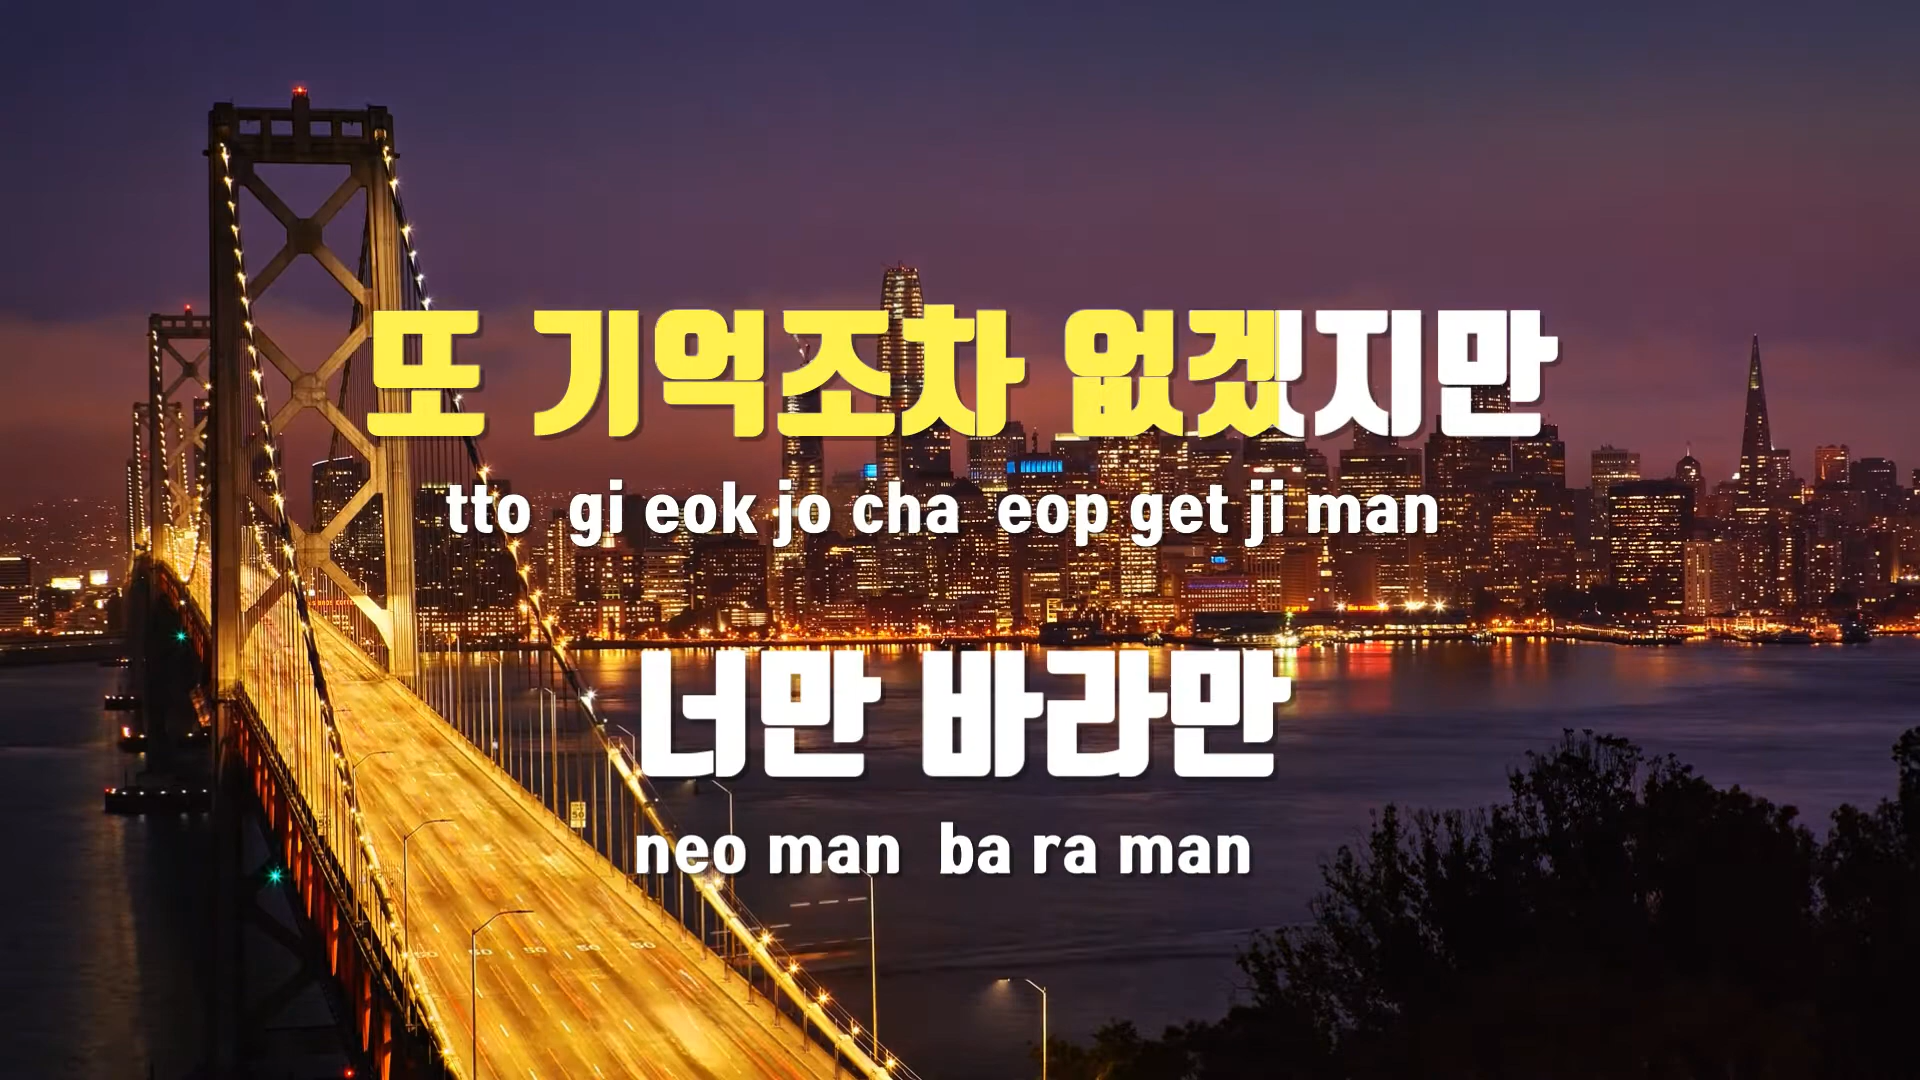 또 기억조차 없겠지만
tto gi eok jo cha eop get ji man
너만 바라만
neo man ba ra man